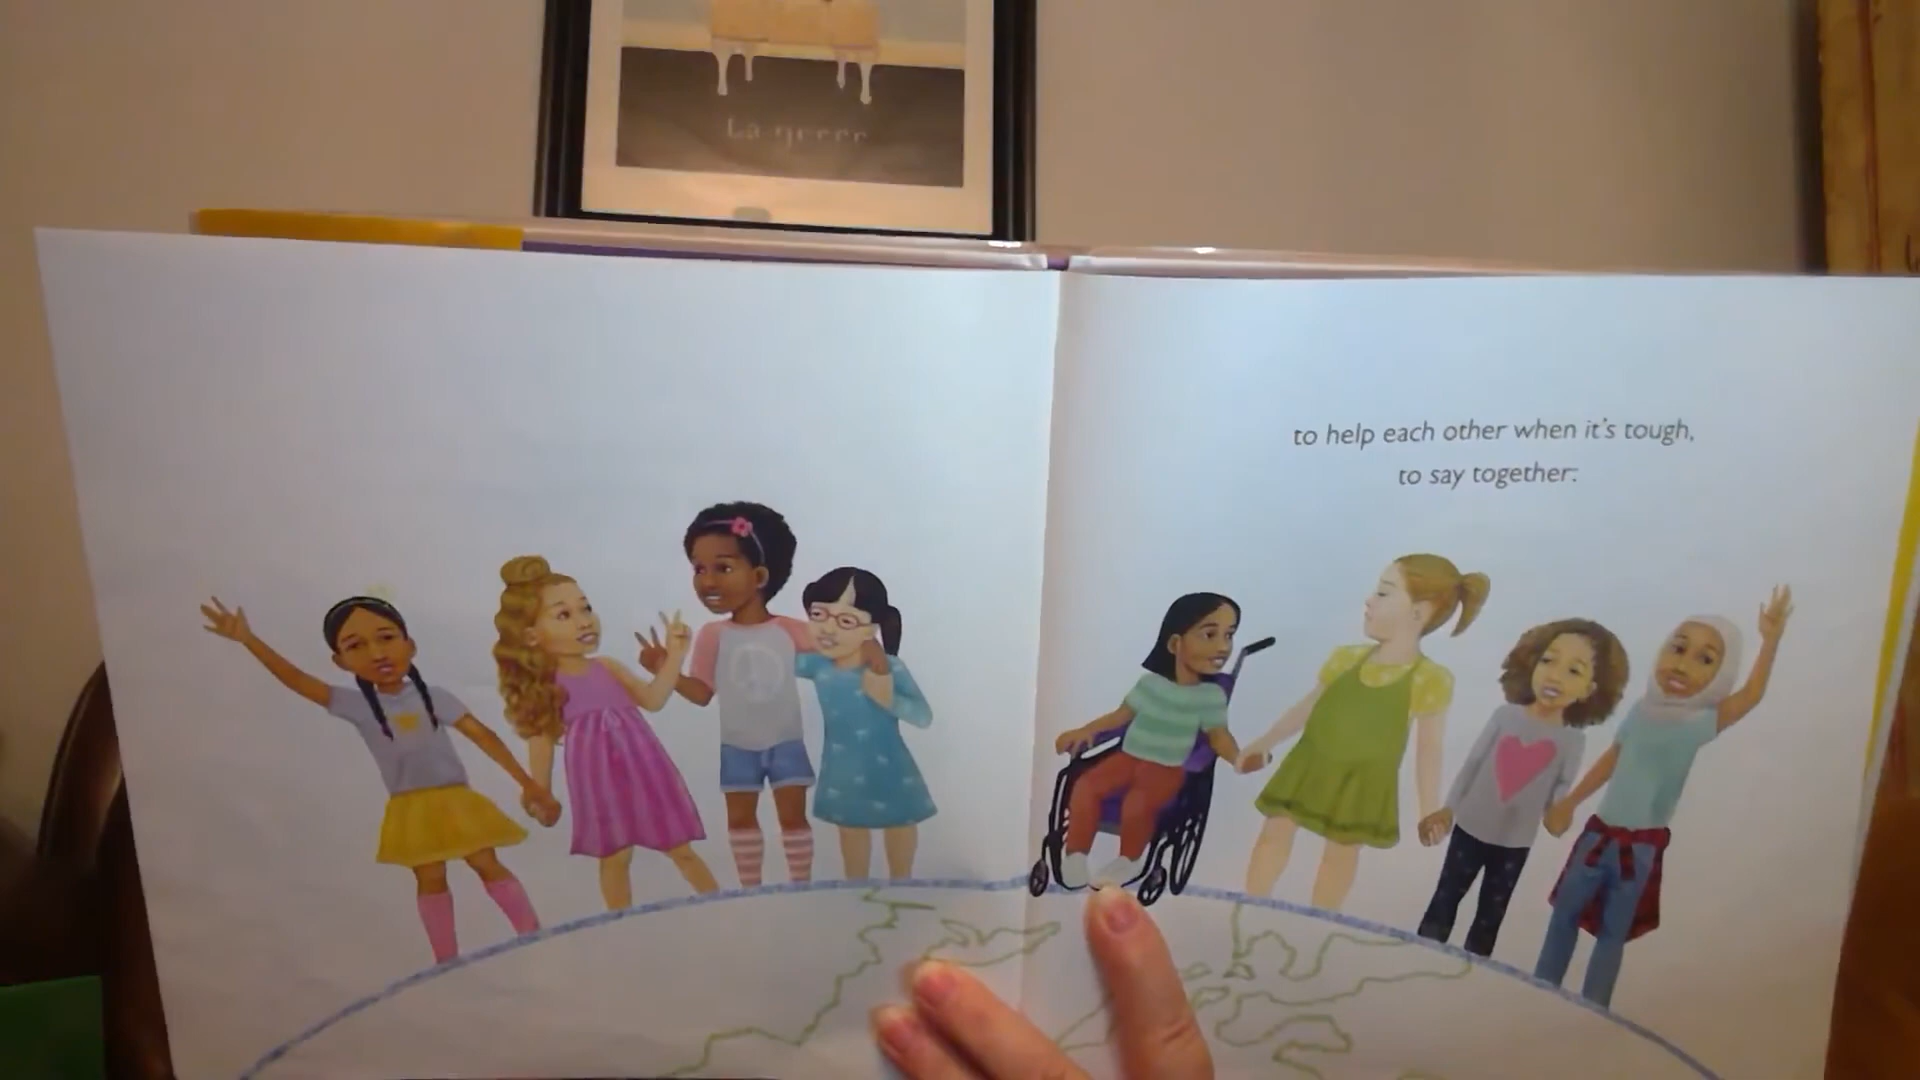 to help each other when it's tough,
to say together: